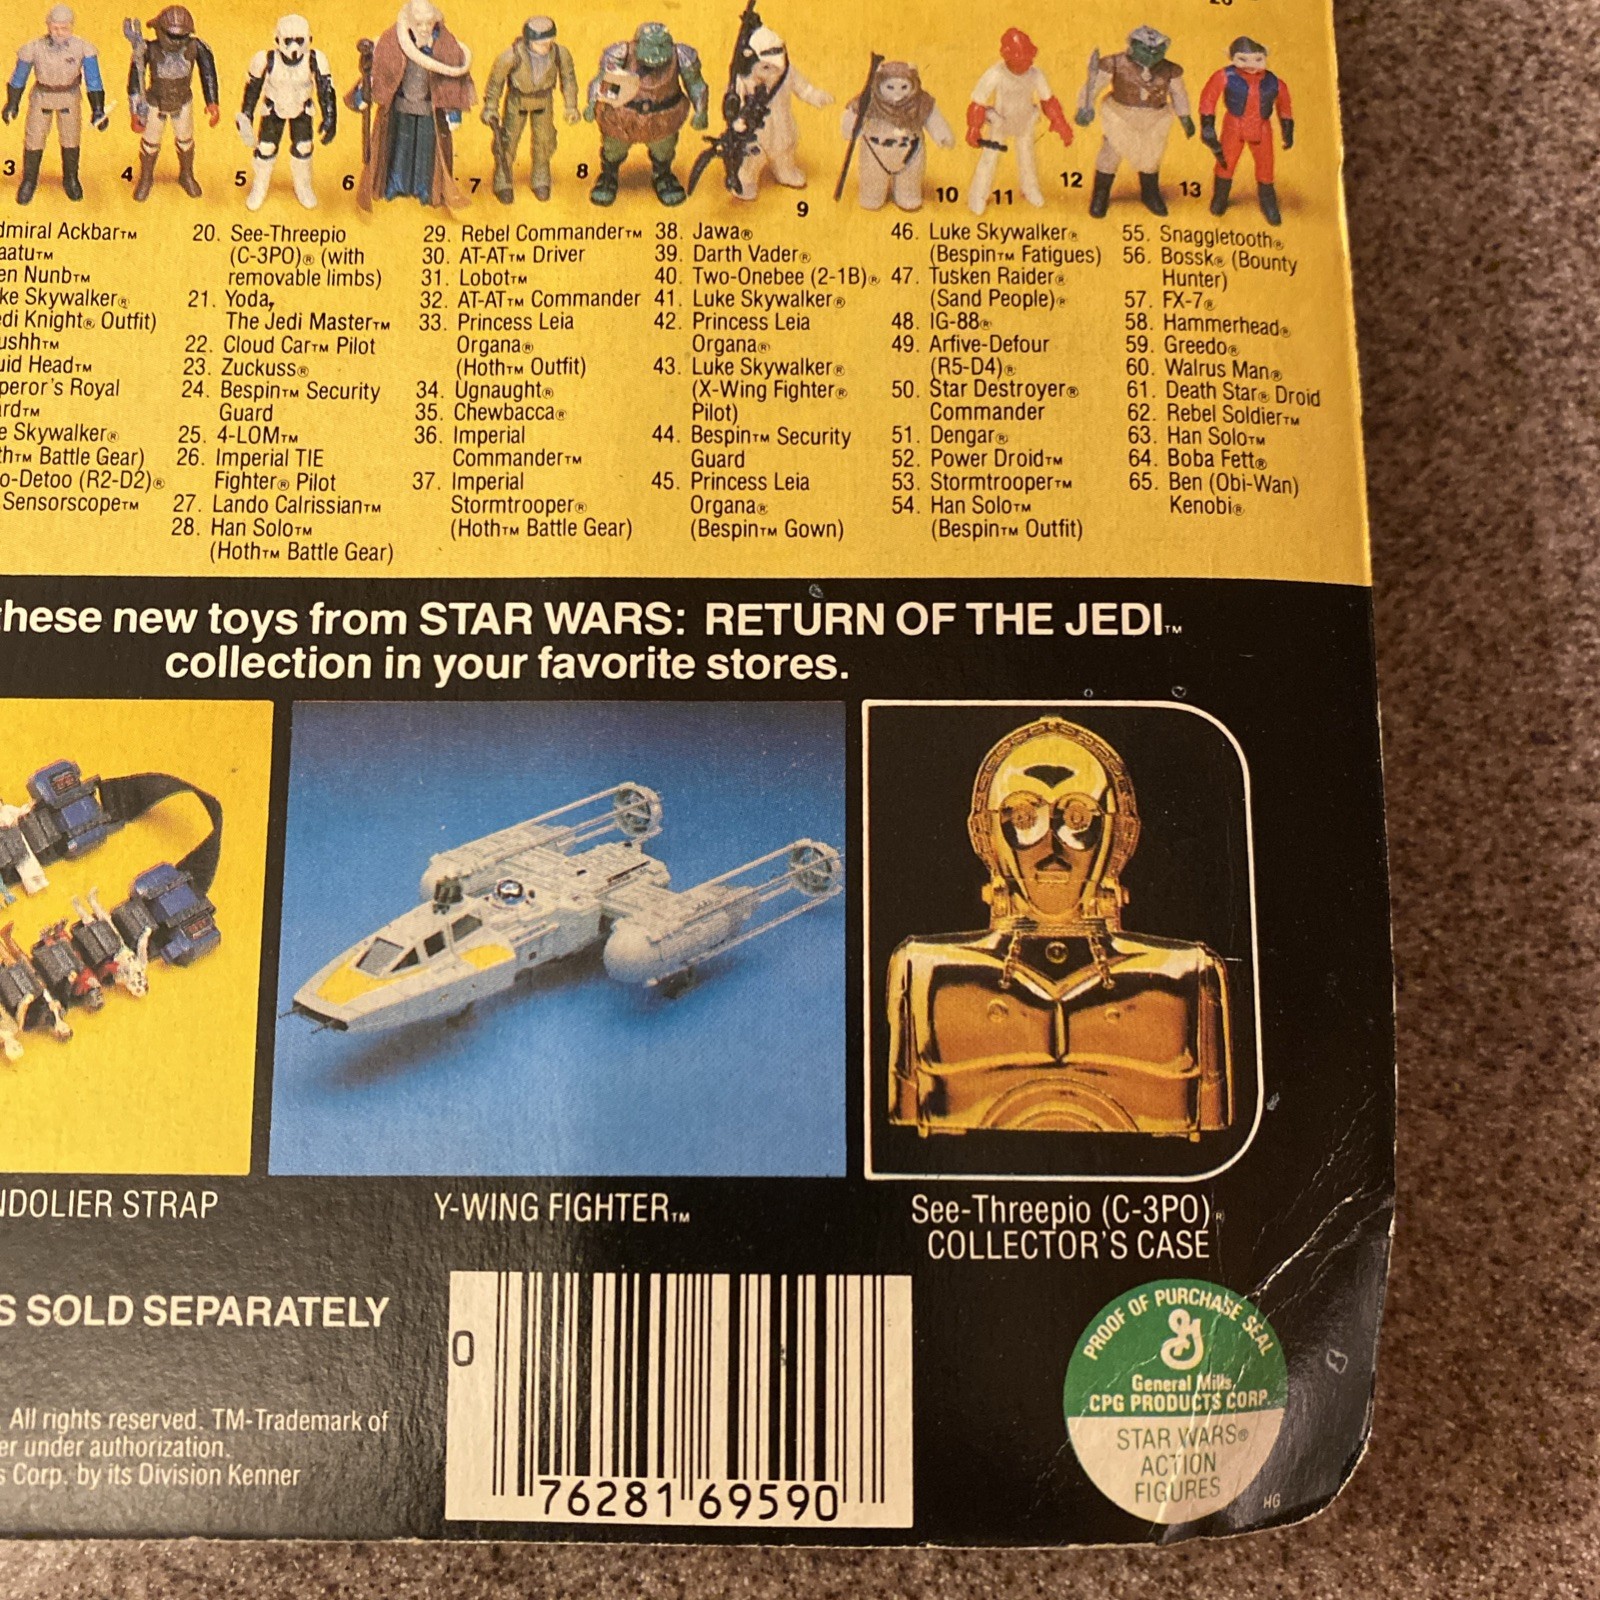 3
4
5
6
7
8
9
10
11
12
13
dmiral Ackbar™
aatu™
en Nunb™
ke Skywalker®
edi Knight® Outfit)
ushh™
uid Head™
peror's Royal
ard™
e Skywalker®
th™ Battle Gear)
o-Detoo (R2-D2)®
Sensorscope™
20. See-Threepio
(C-3PO)® (with
removable limbs)
21. Yoda,
The Jedi Master™
22. Cloud Car™ Pilot
23. Zuckuss®
24. Bespin™ Security
Guard
25. 4-LOM™
26. Imperial TIE
Fighter® Pilot
27. Lando Calrissian™
28. Han Solo™
(Hoth™ Battle Gear)
29. Rebel Commander™
30. AT-AT™ Driver
31. Lobot™
32. AT-AT™ Commander
33. Princess Leia
Organa®
(Hoth™ Outfit)
34. Ugnaught®
35. Chewbacca®
36. Imperial
Commander™
37. Imperial
Stormtrooper®
(Hoth™ Battle Gear)
38. Jawa®
39. Darth Vader®
40. Two-Onebee (2-1B)®
41. Luke Skywalker®
42. Princess Leia
Organa®
43. Luke Skywalker®
(X-Wing Fighter®
Pilot)
44. Bespin™ Security
Guard
45. Princess Leia
Organa®
(Bespin™ Gown)
46. Luke Skywalker®
(Bespin™ Fatigues)
47. Tusken Raider®
(Sand People)®
48. IG-88®
49. Arfive-Defour
(R5-D4)®
50. Star Destroyer®
Commander
51. Dengar®
52. Power Droid™
53. Stormtrooper™
54. Han Solo™
(Bespin™ Outfit)
55. Snaggletooth®
56. Bossk® (Bounty
Hunter)
57. FX-7®
58. Hammerhead®
59. Greedo®
60. Walrus Man®
61. Death Star® Droid
62. Rebel Soldier™
63. Han Solo™
64. Boba Fett®
65. Ben (Obi-Wan)
Kenobi®
these new toys from STAR WARS: RETURN OF THE JEDI™
collection in your favorite stores.
NDOLIER STRAP
Y-WING FIGHTER™
See-Threepio (C-3PO)®
COLLECTOR'S CASE
S SOLD SEPARATELY
. All rights reserved. TM-Trademark of
er under authorization.
s Corp. by its Division Kenner
0
76281 69590
PROOF OF PURCHASE SEAL
G
General Mills,
CPG PRODUCTS CORP.
STAR WARS®
ACTION
FIGURES
HG